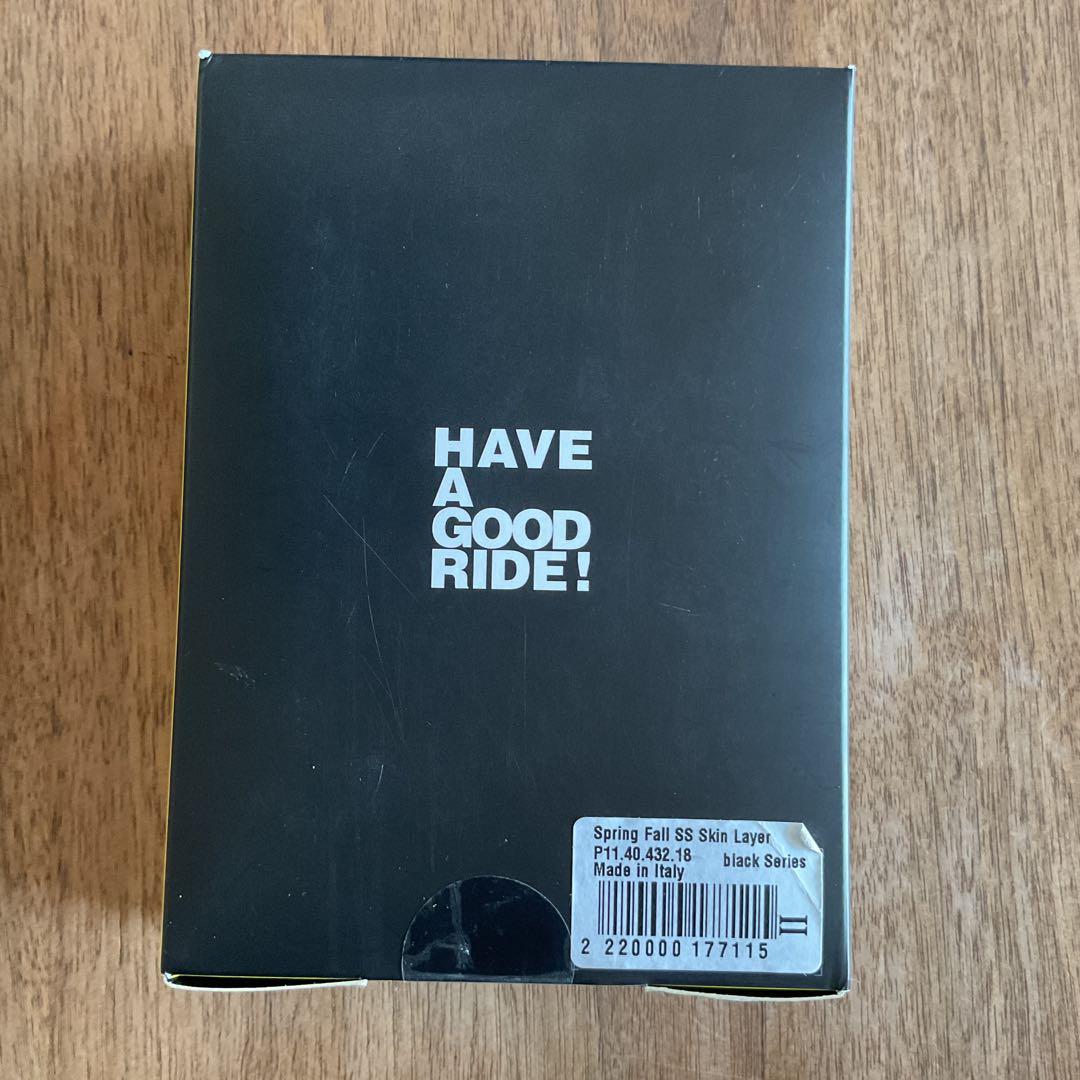 HAVE
A
GOOD
RIDE!
Spring Fall SS Skin Layer
P11.40.432.18 black Series
Made in Italy
II
2 220000 177115